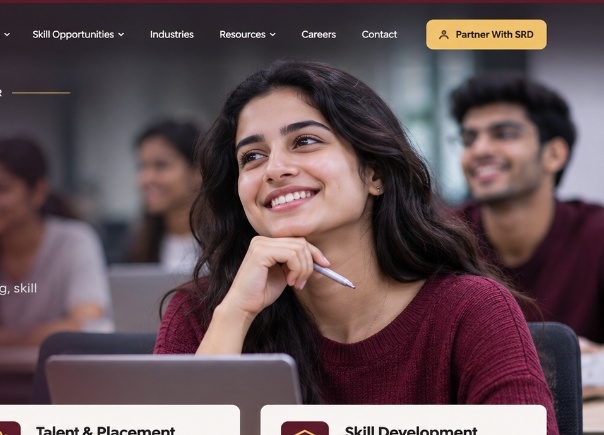 Skill Opportunities Industries Resources Careers Contact Partner With SRD
g, skill
Talent & Placement Skill Development